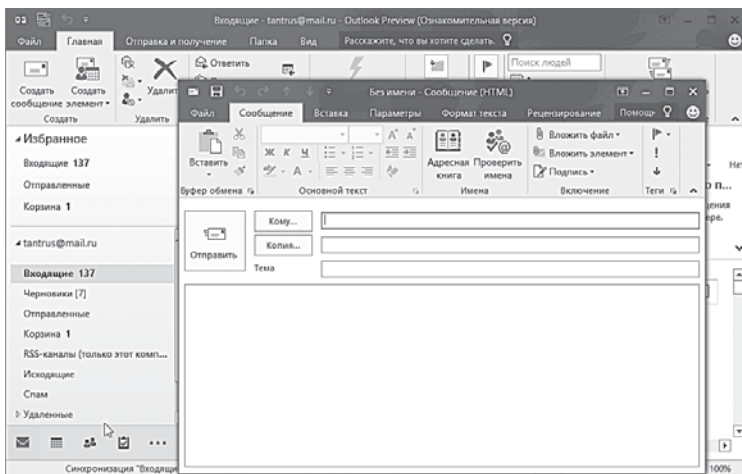 Входящие - tantrus@mail.ru - Outlook Preview (Ознакомительная версия)
Файл Главная Отправка и получение Папка Вид Расскажите, что вы хотите сделать.
Создать сообщение
Создать элемент
Создать
Удалить
Ответить
Поиск людей
Избранное
Входящие 137
Отправленные
Корзина 1
tantrus@mail.ru
Входящие 137
Черновики [7]
Отправленные
Корзина 1
RSS-каналы (только этот комп...
Исходящие
Спам
Удаленные
Синхронизация "Входящи
100%
Без имени - Сообщение (HTML)
Файл Сообщение Вставка Параметры Формат текста Рецензирование Помощ
Вставить
Буфер обмена
Ж К Ч
Основной текст
Адресная книга
Проверить имена
Имена
Вложить файл
Вложить элемент
Подпись
Включение
Теги
Отправить
Кому...
Копия...
Тема